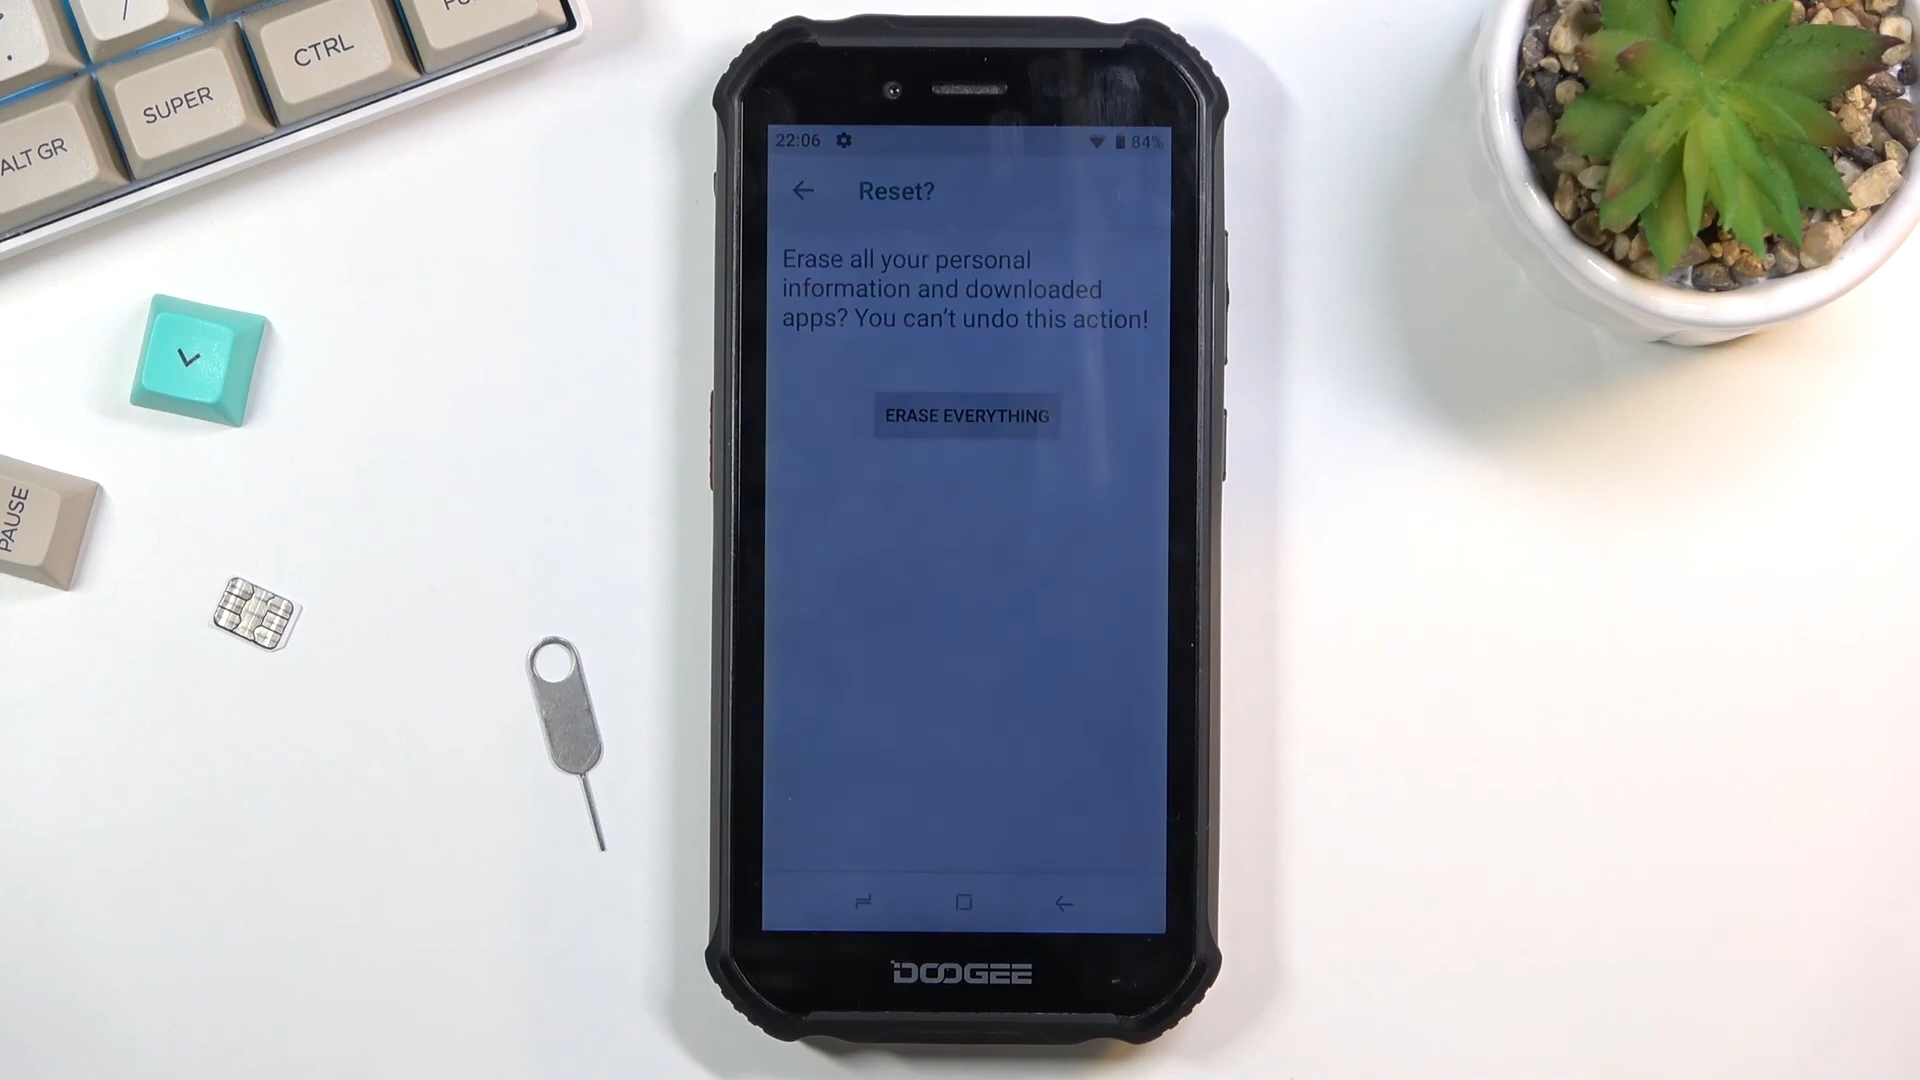 /
CTRL
SUPER
ALT GR
PAUSE
22:06
84%
Reset?
Erase all your personal
information and downloaded
apps? You can't undo this action!
ERASE EVERYTHING
DOOGEE